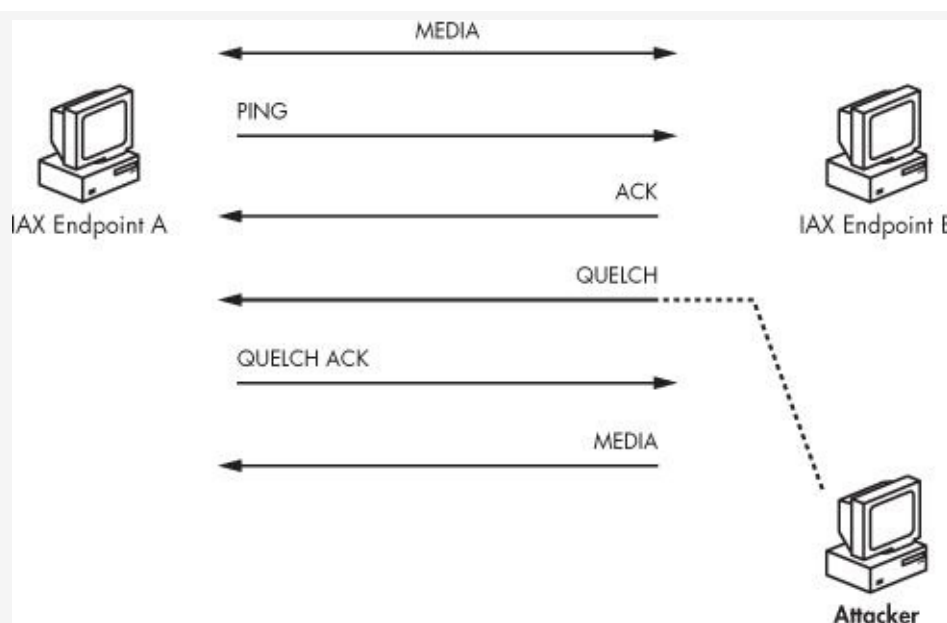 MEDIA
PING
ACK
IAX Endpoint A
IAX Endpoint
QUELCH
QUELCH ACK
MEDIA
Attacker